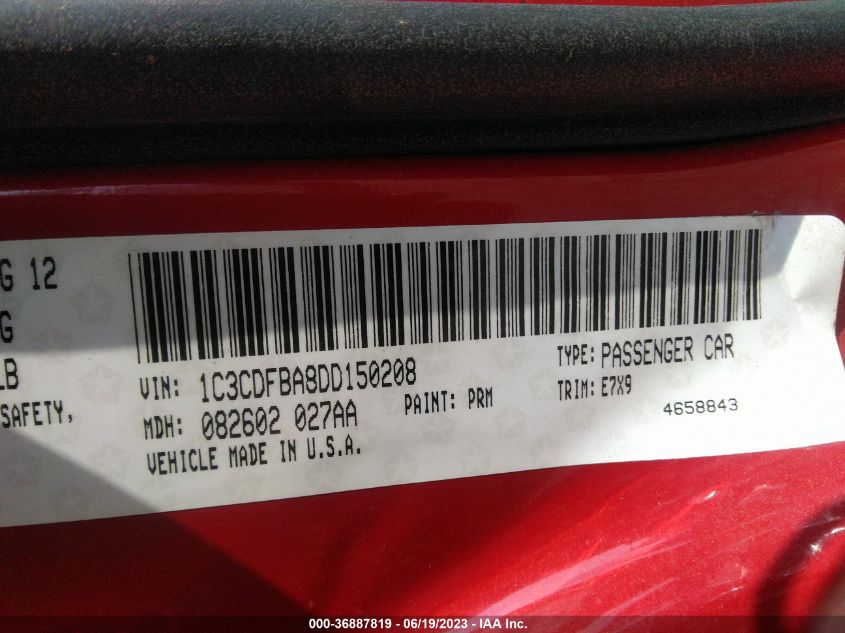 G 12
G
LB
SAFETY,
VIN: 1C3CDFBA8DD150208
TYPE: PASSENGER CAR
MDH: 082602 027AA
PAINT: PRM
TRIM: E7X9
4658843
VEHICLE MADE IN U.S.A.
000-36887819 - 06/19/2023 - IAA Inc.